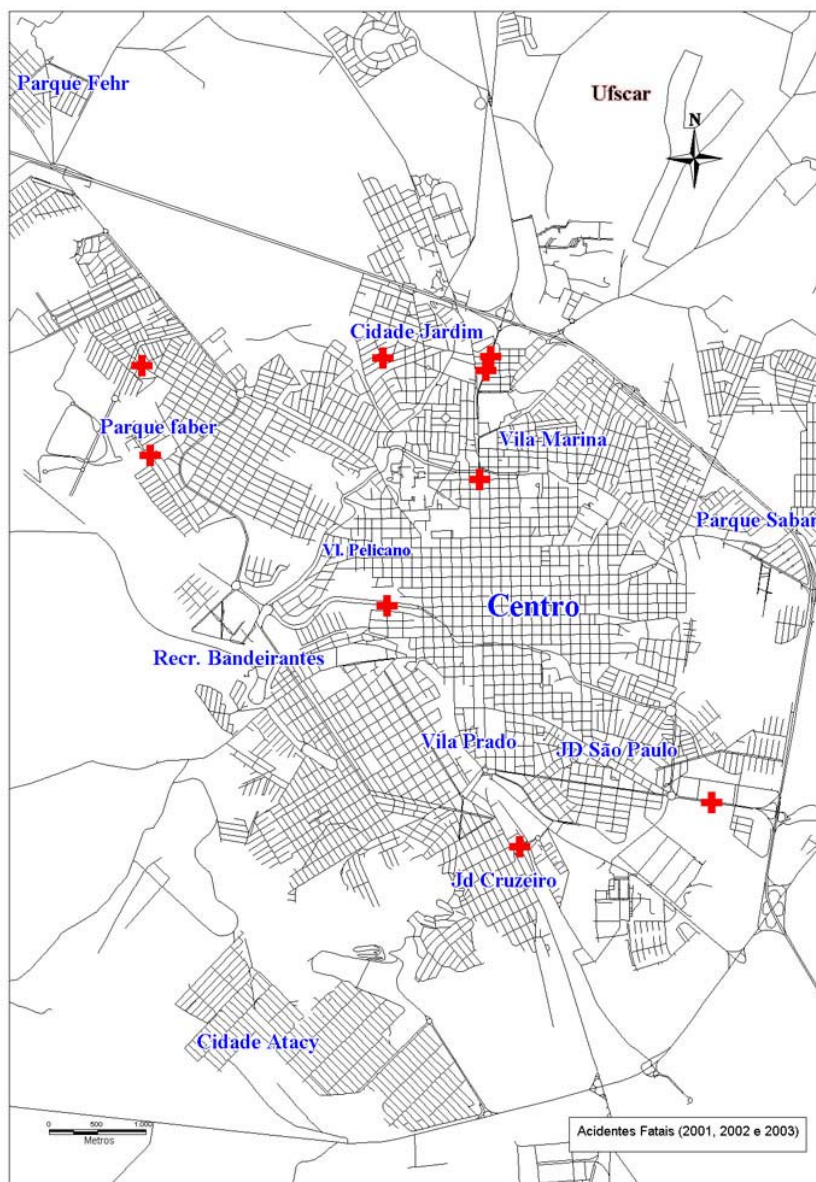 Parque Fehr
Ufscar
N
Cidade Jardim
Parque faber
Vila Marina
Parque Sabar
VI. Pelicano
Centro
Recr. Bandeirantes
Vila Prado
JD São Paulo
Jd Cruzeiro
Cidade Atacy
0 500 1.000
Metros
Acidentes Fatais (2001, 2002 e 2003)